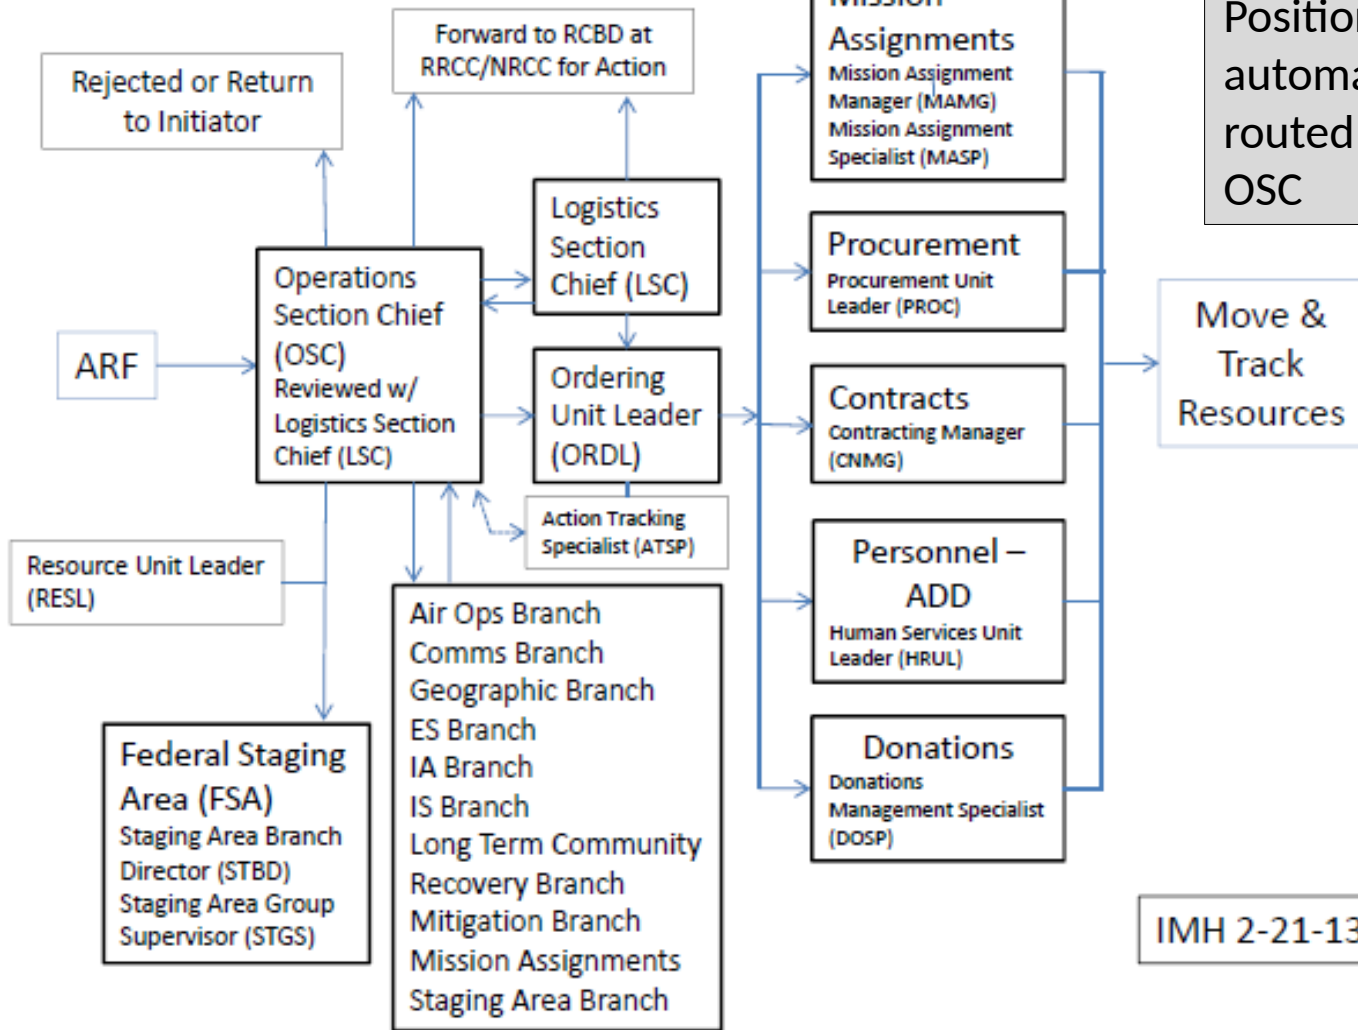 Forward to RCBD at
RRCC/NRCC for Action
Rejected or Return
to Initiator
Logistics
Section
Chief (LSC)
Operations
Section Chief
(OSC)
Reviewed w/
Logistics Section
Chief (LSC)
ARF
Ordering
Unit Leader
(ORDL)
Action Tracking
Specialist (ATSP)
Resource Unit Leader
(RESL)
Federal Staging
Area (FSA)
Staging Area Branch
Director (STBD)
Staging Area Group
Supervisor (STGS)
Air Ops Branch
Comms Branch
Geographic Branch
ES Branch
IA Branch
IS Branch
Long Term Community
Recovery Branch
Mitigation Branch
Mission Assignments
Staging Area Branch
Mission
Assignments
Mission Assignment
Manager (MAMG)
Mission Assignment
Specialist (MASP)
Procurement
Procurement Unit
Leader (PROC)
Contracts
Contracting Manager
(CNMG)
Personnel –
ADD
Human Services Unit
Leader (HRUL)
Donations
Donations
Management Specialist
(DOSP)
Position
automa
routed
OSC
Move &
Track
Resources
IMH 2-21-13